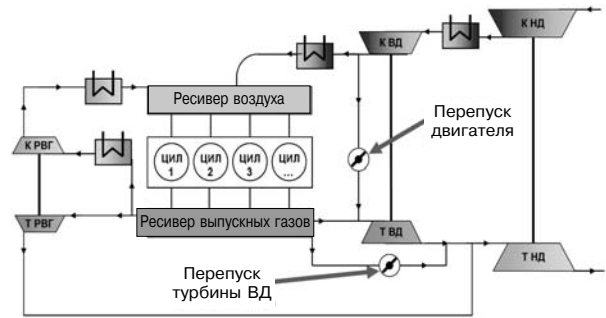 К НД
К ВД
Ресивер воздуха
Перепуск
двигателя
К РВГ
ЦИЛ
1
ЦИЛ
2
ЦИЛ
3
ЦИЛ
...
Т РВГ
Ресивер выпускных газов
Т ВД
Т НД
Перепуск
турбины ВД